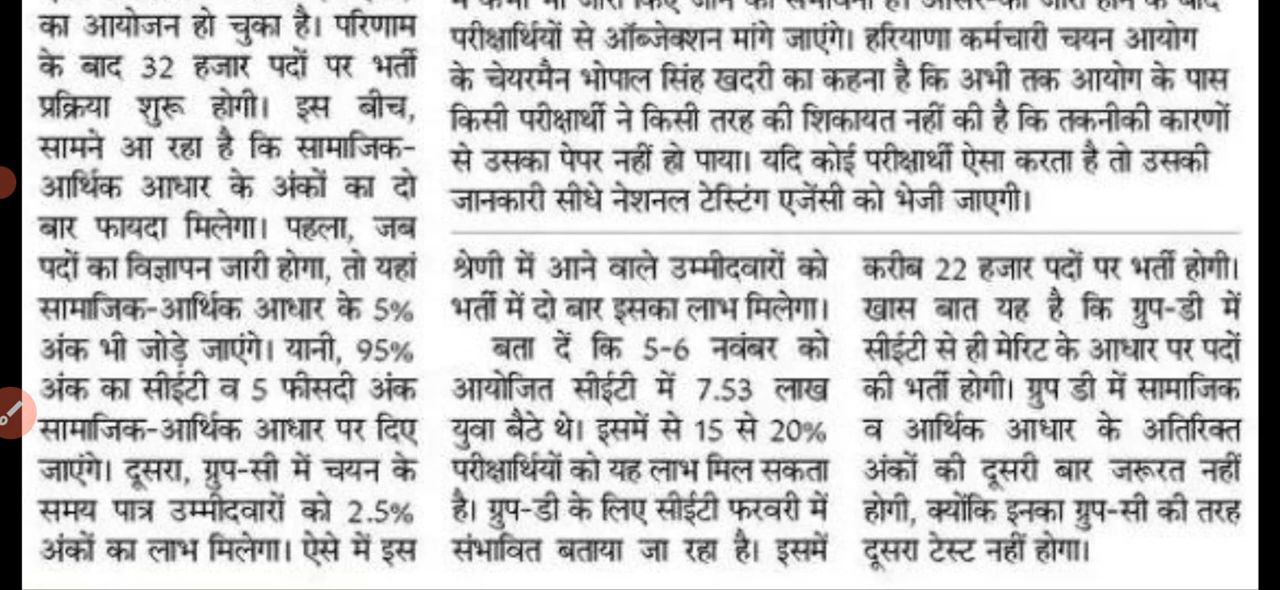 का आयोजन हो चुका है। परिणाम
के बाद 32 हजार पदों पर भर्ती
प्रक्रिया शुरू होगी। इस बीच,
सामने आ रहा है कि सामाजिक-
आर्थिक आधार के अंकों का दो
बार फायदा मिलेगा। पहला, जब
पदों का विज्ञापन जारी होगा, तो यहां
सामाजिक-आर्थिक आधार के 5%
अंक भी जोड़े जाएंगे। यानी, 95%
अंक का सीईटी व 5 फीसदी अंक
सामाजिक-आर्थिक आधार पर दिए
जाएंगे। दूसरा, ग्रुप-सी में चयन के
समय पात्र उम्मीदवारों को 2.5%
अंकों का लाभ मिलेगा। ऐसे में इस
परीक्षार्थियों से ऑब्जेक्शन मांगे जाएंगे। हरियाणा कर्मचारी चयन आयोग
के चेयरमैन भोपाल सिंह खदरी का कहना है कि अभी तक आयोग के पास
किसी परीक्षार्थी ने किसी तरह की शिकायत नहीं की है कि तकनीकी कारणों
से उसका पेपर नहीं हो पाया। यदि कोई परीक्षार्थी ऐसा करता है तो उसकी
जानकारी सीधे नेशनल टेस्टिंग एजेंसी को भेजी जाएगी।
श्रेणी में आने वाले उम्मीदवारों को
भर्ती में दो बार इसका लाभ मिलेगा।
बता दें कि 5-6 नवंबर को
आयोजित सीईटी में 7.53 लाख
युवा बैठे थे। इसमें से 15 से 20%
परीक्षार्थियों को यह लाभ मिल सकता
है। ग्रुप-डी के लिए सीईटी फरवरी में
संभावित बताया जा रहा है। इसमें
करीब 22 हजार पदों पर भर्ती होगी।
खास बात यह है कि ग्रुप-डी में
सीईटी से ही मेरिट के आधार पर पदों
की भर्ती होगी। ग्रुप डी में सामाजिक
व आर्थिक आधार के अतिरिक्त
अंकों की दूसरी बार जरूरत नहीं
होगी, क्योंकि इनका ग्रुप-सी की तरह
दूसरा टेस्ट नहीं होगा।